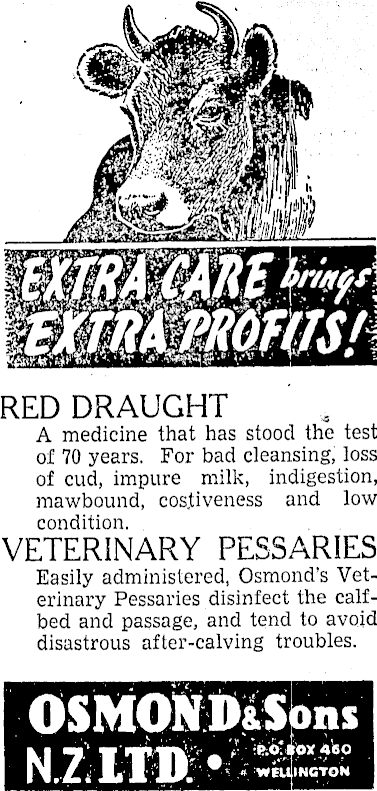 EXTRA CARE brings
EXTRA PROFITS!
RED DRAUGHT
A medicine that has stood the test
of 70 years. For bad cleansing, loss
of cud, impure milk, indigestion,
mawbound, costiveness and low
condition.
VETERINARY PESSARIES
Easily administered, Osmond's Vet-
erinary Pessaries disinfect the calf-
bed and passage, and tend to avoid
disastrous after-calving troubles.
OSMOND & Sons
N.Z. LTD. • P.O. BOX 460
WELLINGTON